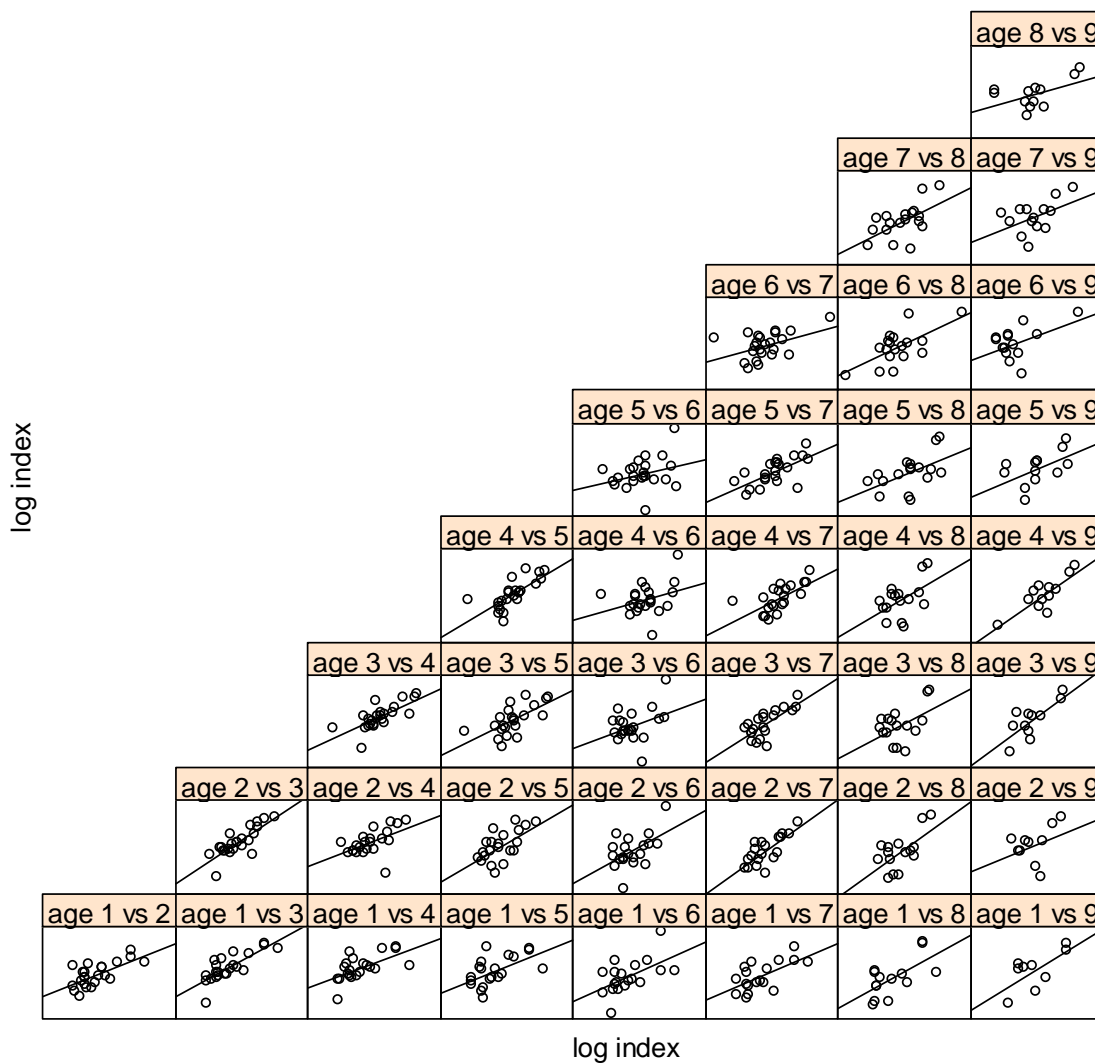 age 8 vs 9
age 7 vs 8 age 7 vs 9
age 6 vs 7 age 6 vs 8 age 6 vs 9
age 5 vs 6 age 5 vs 7 age 5 vs 8 age 5 vs 9
log index
age 4 vs 5 age 4 vs 6 age 4 vs 7 age 4 vs 8 age 4 vs 9
age 3 vs 4 age 3 vs 5 age 3 vs 6 age 3 vs 7 age 3 vs 8 age 3 vs 9
age 2 vs 3 age 2 vs 4 age 2 vs 5 age 2 vs 6 age 2 vs 7 age 2 vs 8 age 2 vs 9
age 1 vs 2 age 1 vs 3 age 1 vs 4 age 1 vs 5 age 1 vs 6 age 1 vs 7 age 1 vs 8 age 1 vs 9
log index